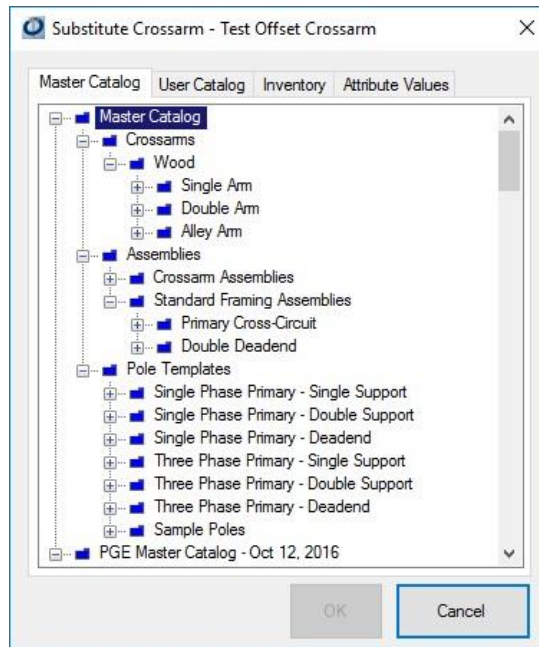 Substitute Crossarm - Test Offset Crossarm
Master Catalog User Catalog Inventory Attribute Values
Master Catalog
Crossarms
Wood
Single Arm
Double Arm
Alley Arm
Assemblies
Crossarm Assemblies
Standard Framing Assemblies
Primary Cross-Circuit
Double Deadend
Pole Templates
Single Phase Primary - Single Support
Single Phase Primary - Double Support
Single Phase Primary - Deadend
Three Phase Primary - Single Support
Three Phase Primary - Double Support
Three Phase Primary - Deadend
Sample Poles
PGE Master Catalog - Oct 12, 2016
OK Cancel